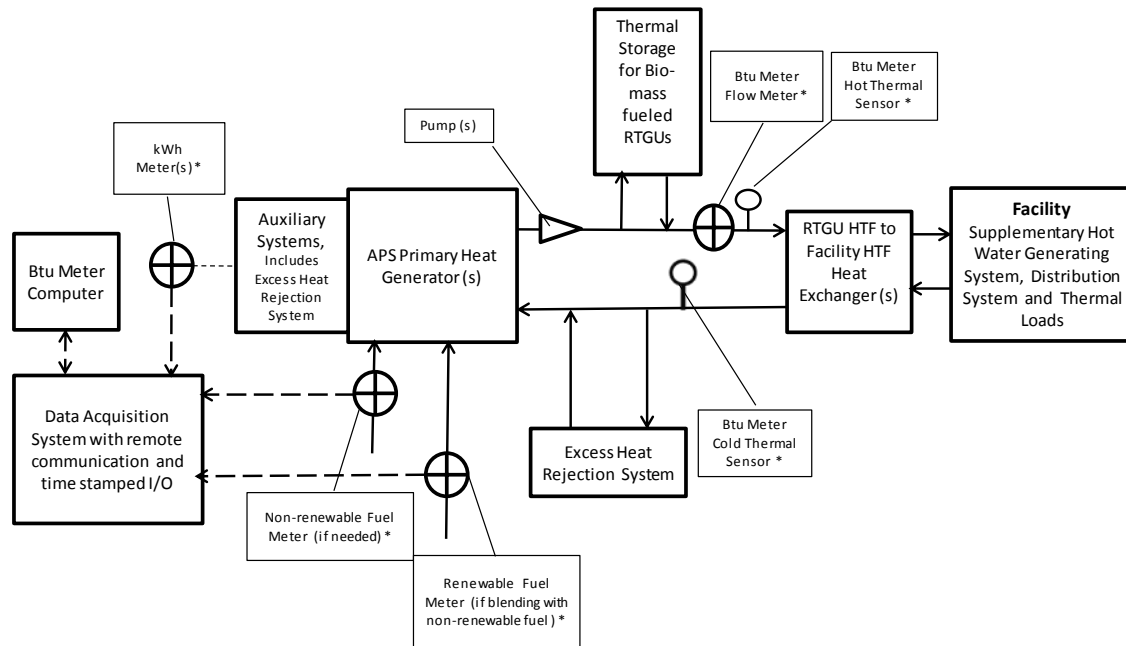 Thermal
Storage
for Bio-
mass
fueled
RTGUs
Btu Meter
Flow Meter *
Btu Meter
Hot Thermal
Sensor *
Pump (s)
kWh
Meter(s) *
Auxiliary
Systems,
Includes
Excess Heat
Rejection
System
APS Primary Heat
Generator (s)
RTGU HTF to
Facility HTF
Heat
Exchanger (s)
Facility
Supplementary Hot
Water Generating
System, Distribution
System and Thermal
Loads
Btu Meter
Computer
Data Acquisition
System with remote
communication and
time stamped I/O
Excess Heat
Rejection System
Btu Meter
Cold Thermal
Sensor *
Non-renewable Fuel
Meter (if needed) *
Renewable Fuel
Meter (if blending with
non-renewable fuel ) *